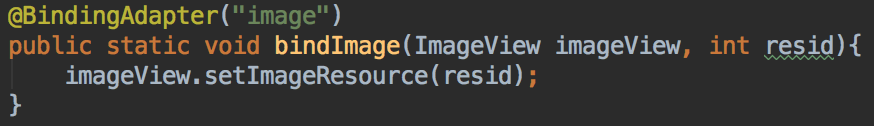 @BindingAdapter("image")
public static void bindImage(ImageView imageView, int resid){
    imageView.setImageResource(resid);
}